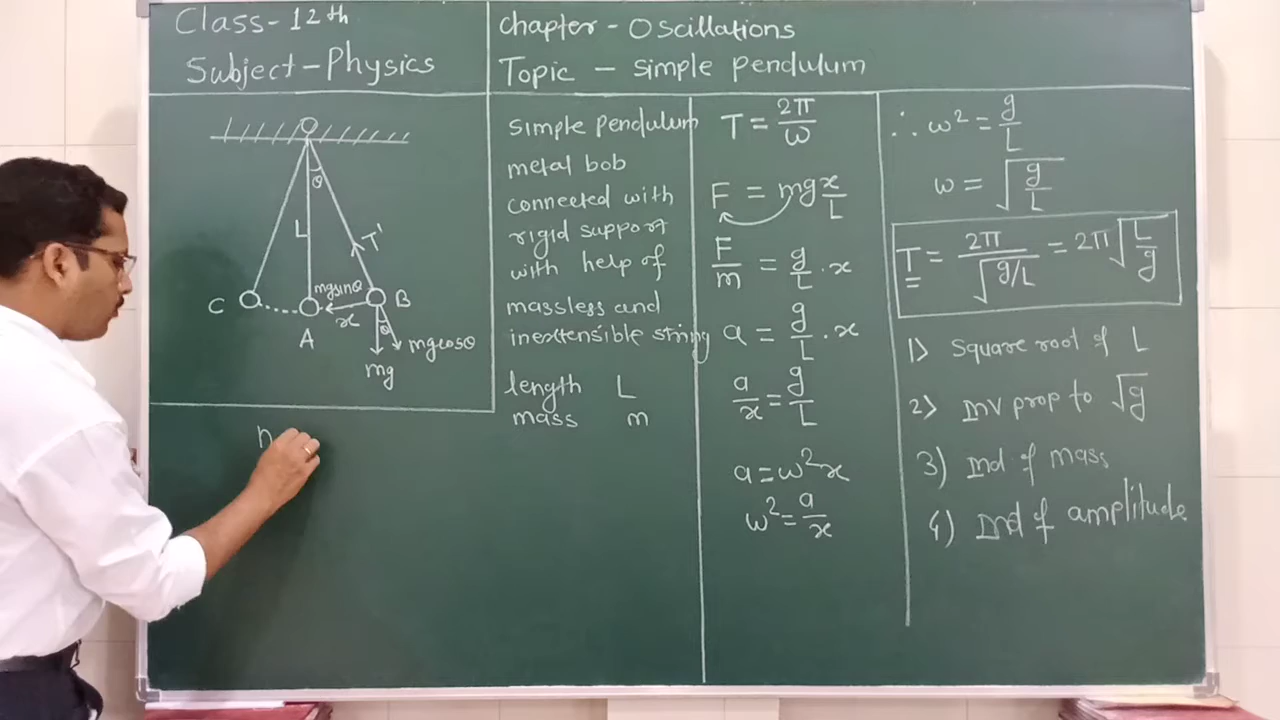 Class-12th
Subject-Physics
Chapter-Oscillations
Topic - simple pendulum
θ
L
T'
mgsinθ
C
x
B
A
θ
mgcosθ
mg
n
simple pendulum
metal bob
connected with
rigid support
with help of
massless and
inextensible string
length L
mass m
T = 2π/ω
F = mg x/L
F/m = g/L . x
a = g/L . x
a/x = g/L
a = ω²x
ω² = a/x
∴ ω² = g/L
ω = √(g/L)
T = 2π/√(g/L) = 2π√(L/g)
1) square root of L
2) inv prop to √g
3) ind of mass
4) ind of amplitude